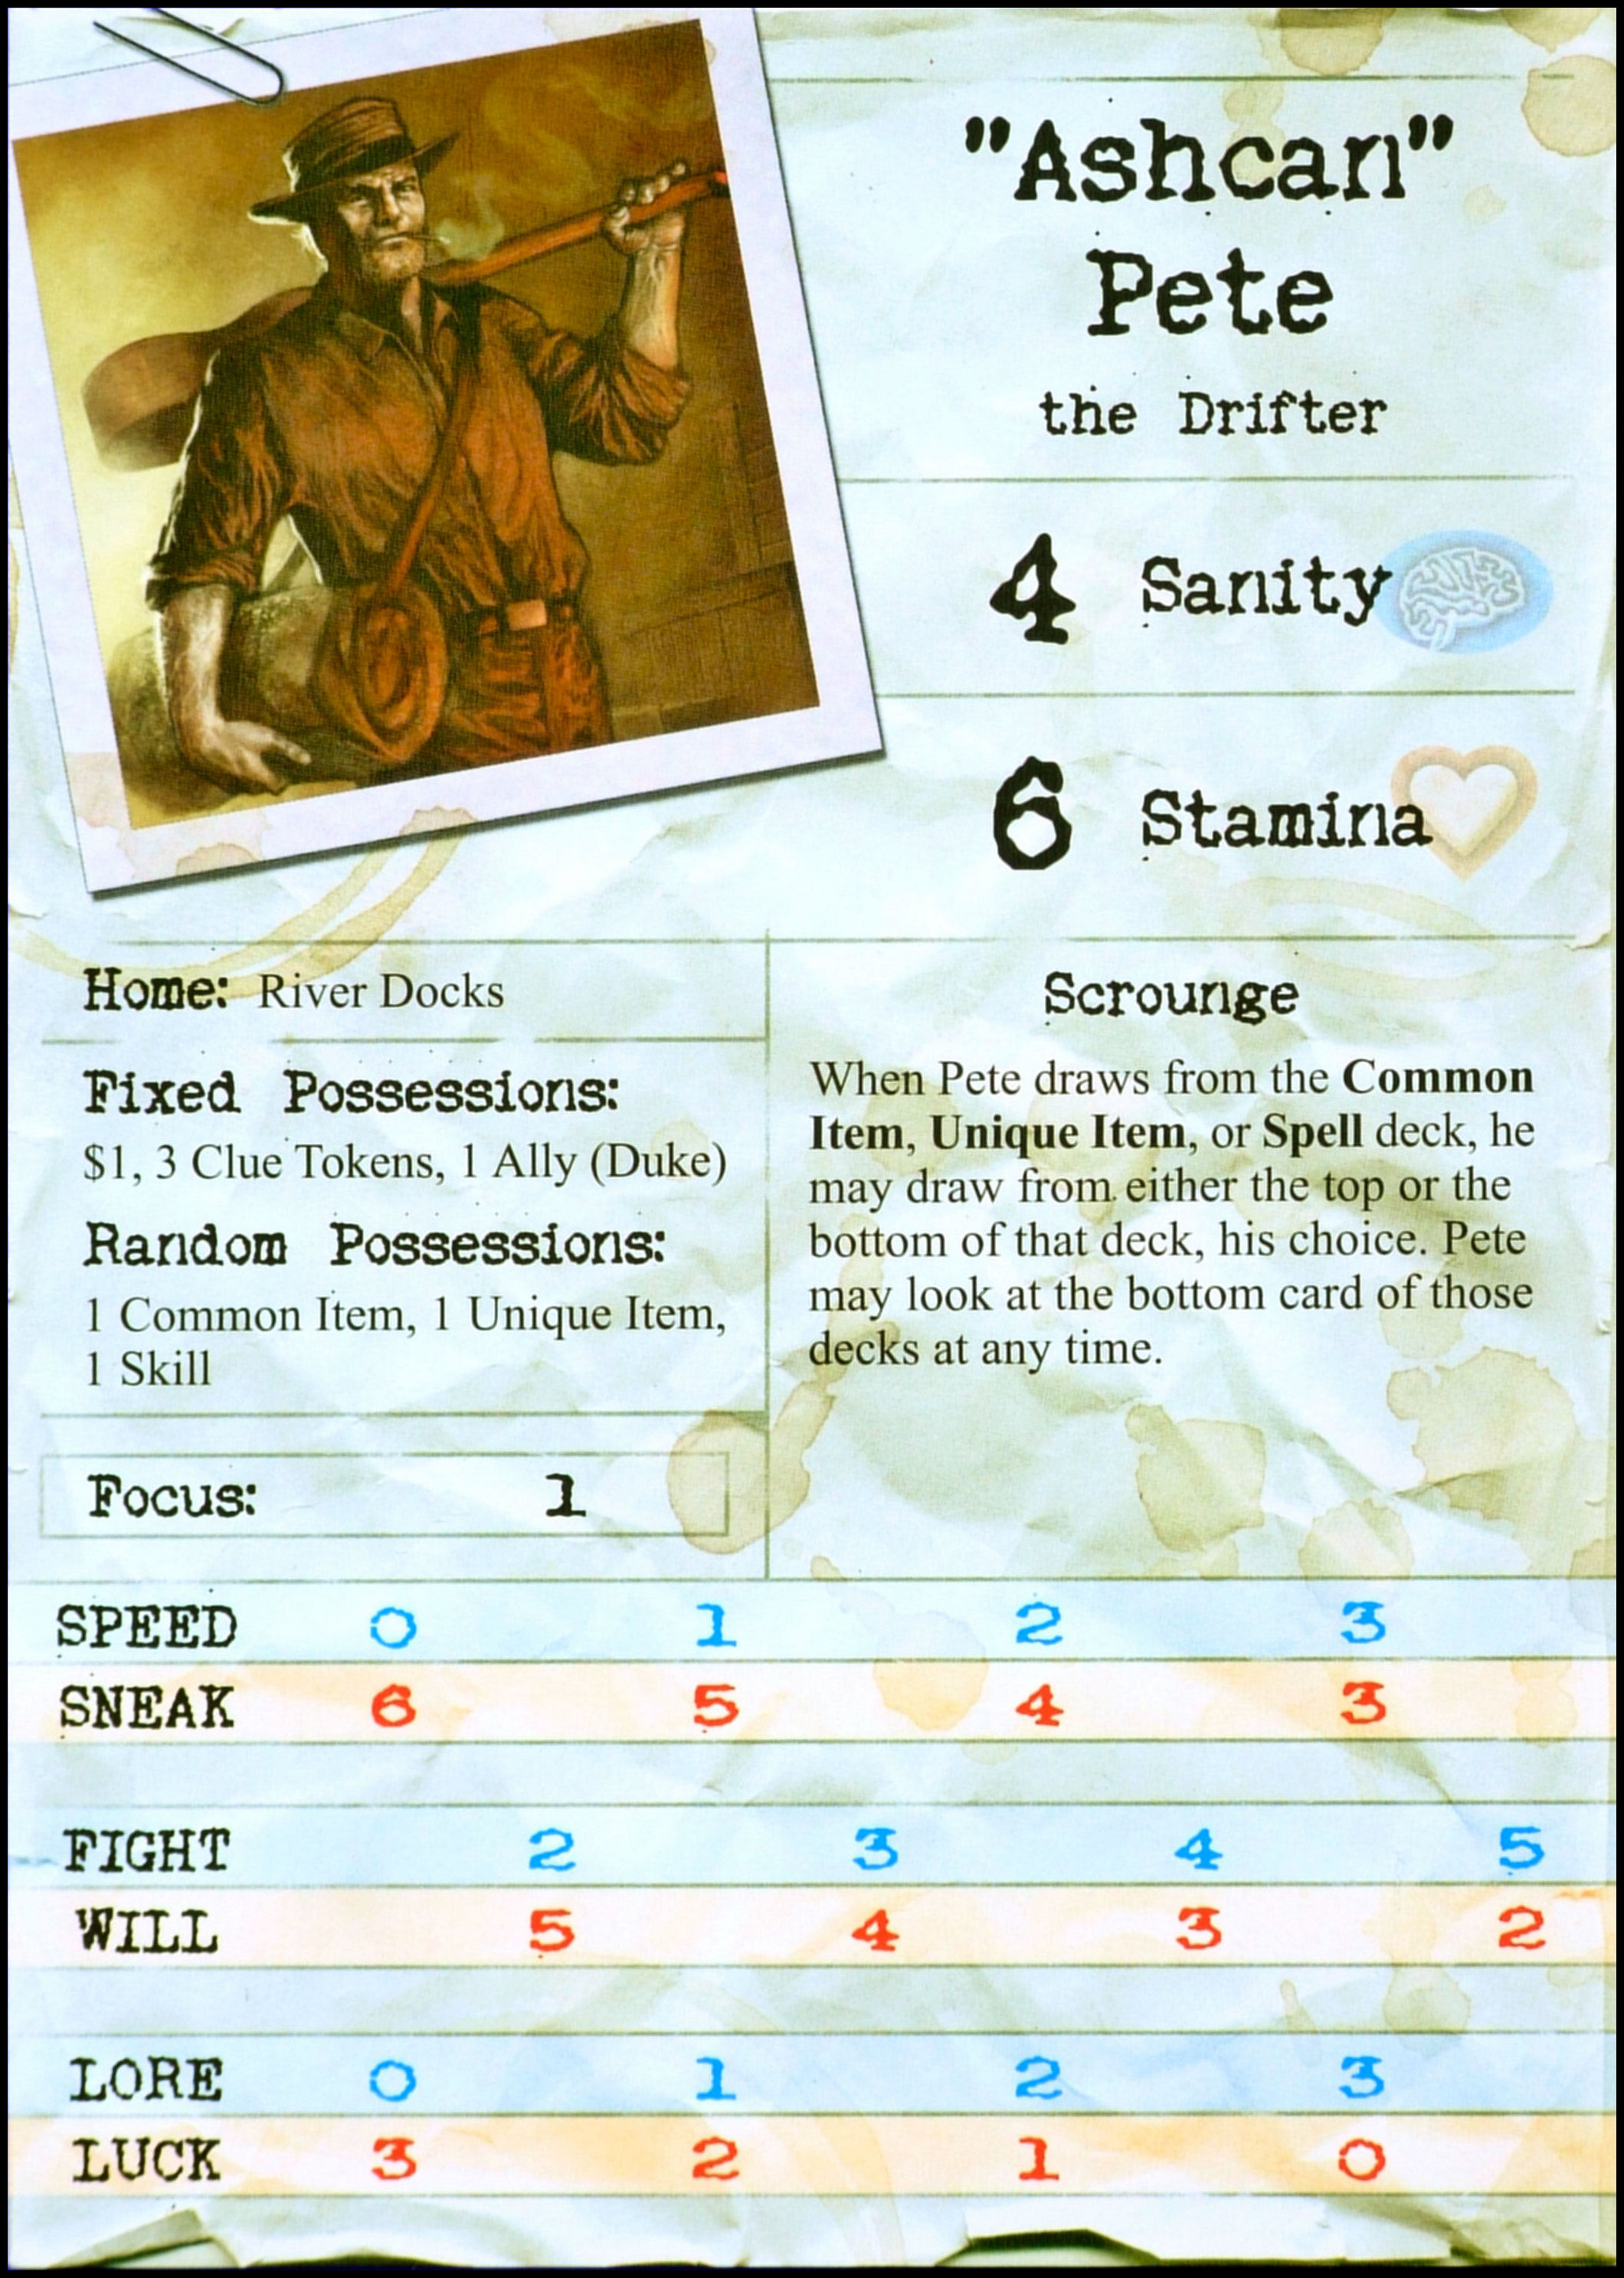 "Ashcan"
Pete
the Drifter
4 Sanity
6 Stamina
Home: River Docks
Fixed Possessions:
$1, 3 Clue Tokens, 1 Ally (Duke)
Random Possessions:
1 Common Item, 1 Unique Item,
1 Skill
Focus: 1
Scrounge
When Pete draws from the Common
Item, Unique Item, or Spell deck, he
may draw from either the top or the
bottom of that deck, his choice. Pete
may look at the bottom card of those
decks at any time.
SPEED 0 1 2 3
SNEAK 6 5 4 3
FIGHT 2 3 4 5
WILL 5 4 3 2
LORE 0 1 2 3
LUCK 3 2 1 0